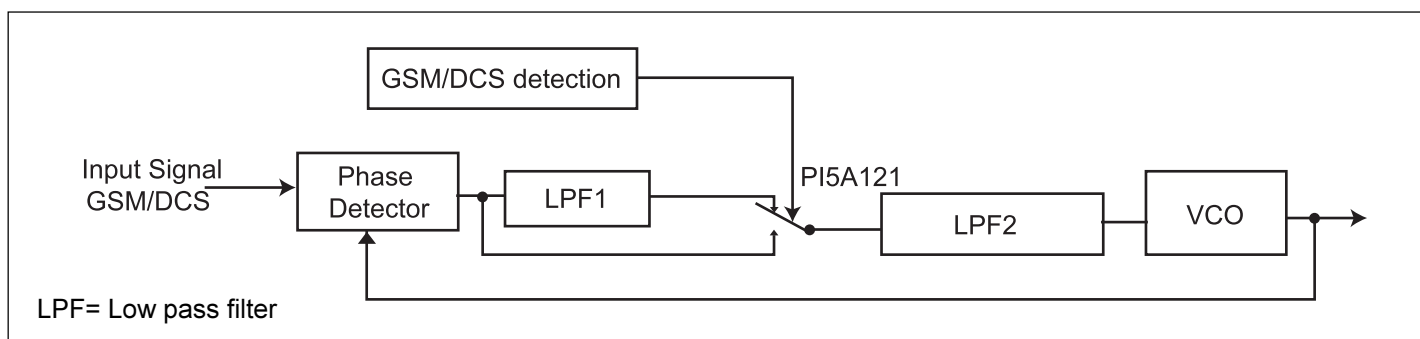 GSM/DCS detection
Input Signal
GSM/DCS
Phase
Detector
LPF1
PI5A121
LPF2
VCO
LPF= Low pass filter